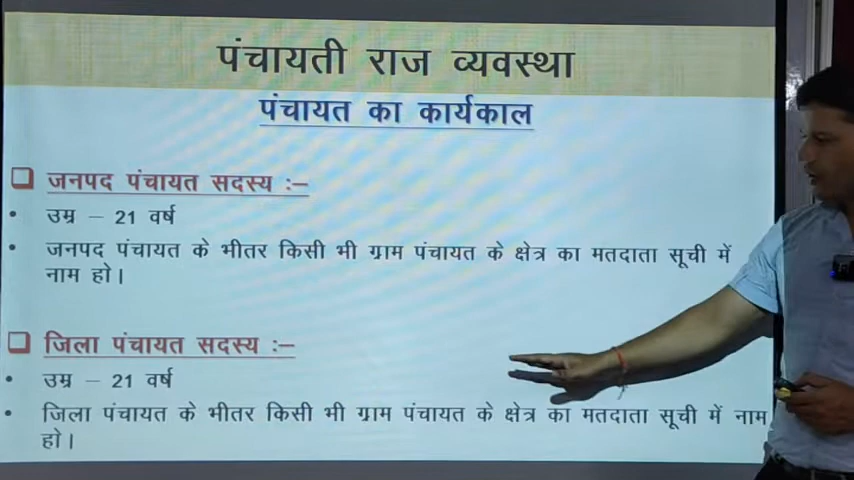 पंचायती राज व्यवस्था
पंचायत का कार्यकाल
जनपद पंचायत सदस्य :–
• उम्र – 21 वर्ष
• जनपद पंचायत के भीतर किसी भी ग्राम पंचायत के क्षेत्र का मतदाता सूची में
नाम हो।
जिला पंचायत सदस्य :–
• उम्र – 21 वर्ष
• जिला पंचायत के भीतर किसी भी ग्राम पंचायत के क्षेत्र का मतदाता सूची में नाम
हो।